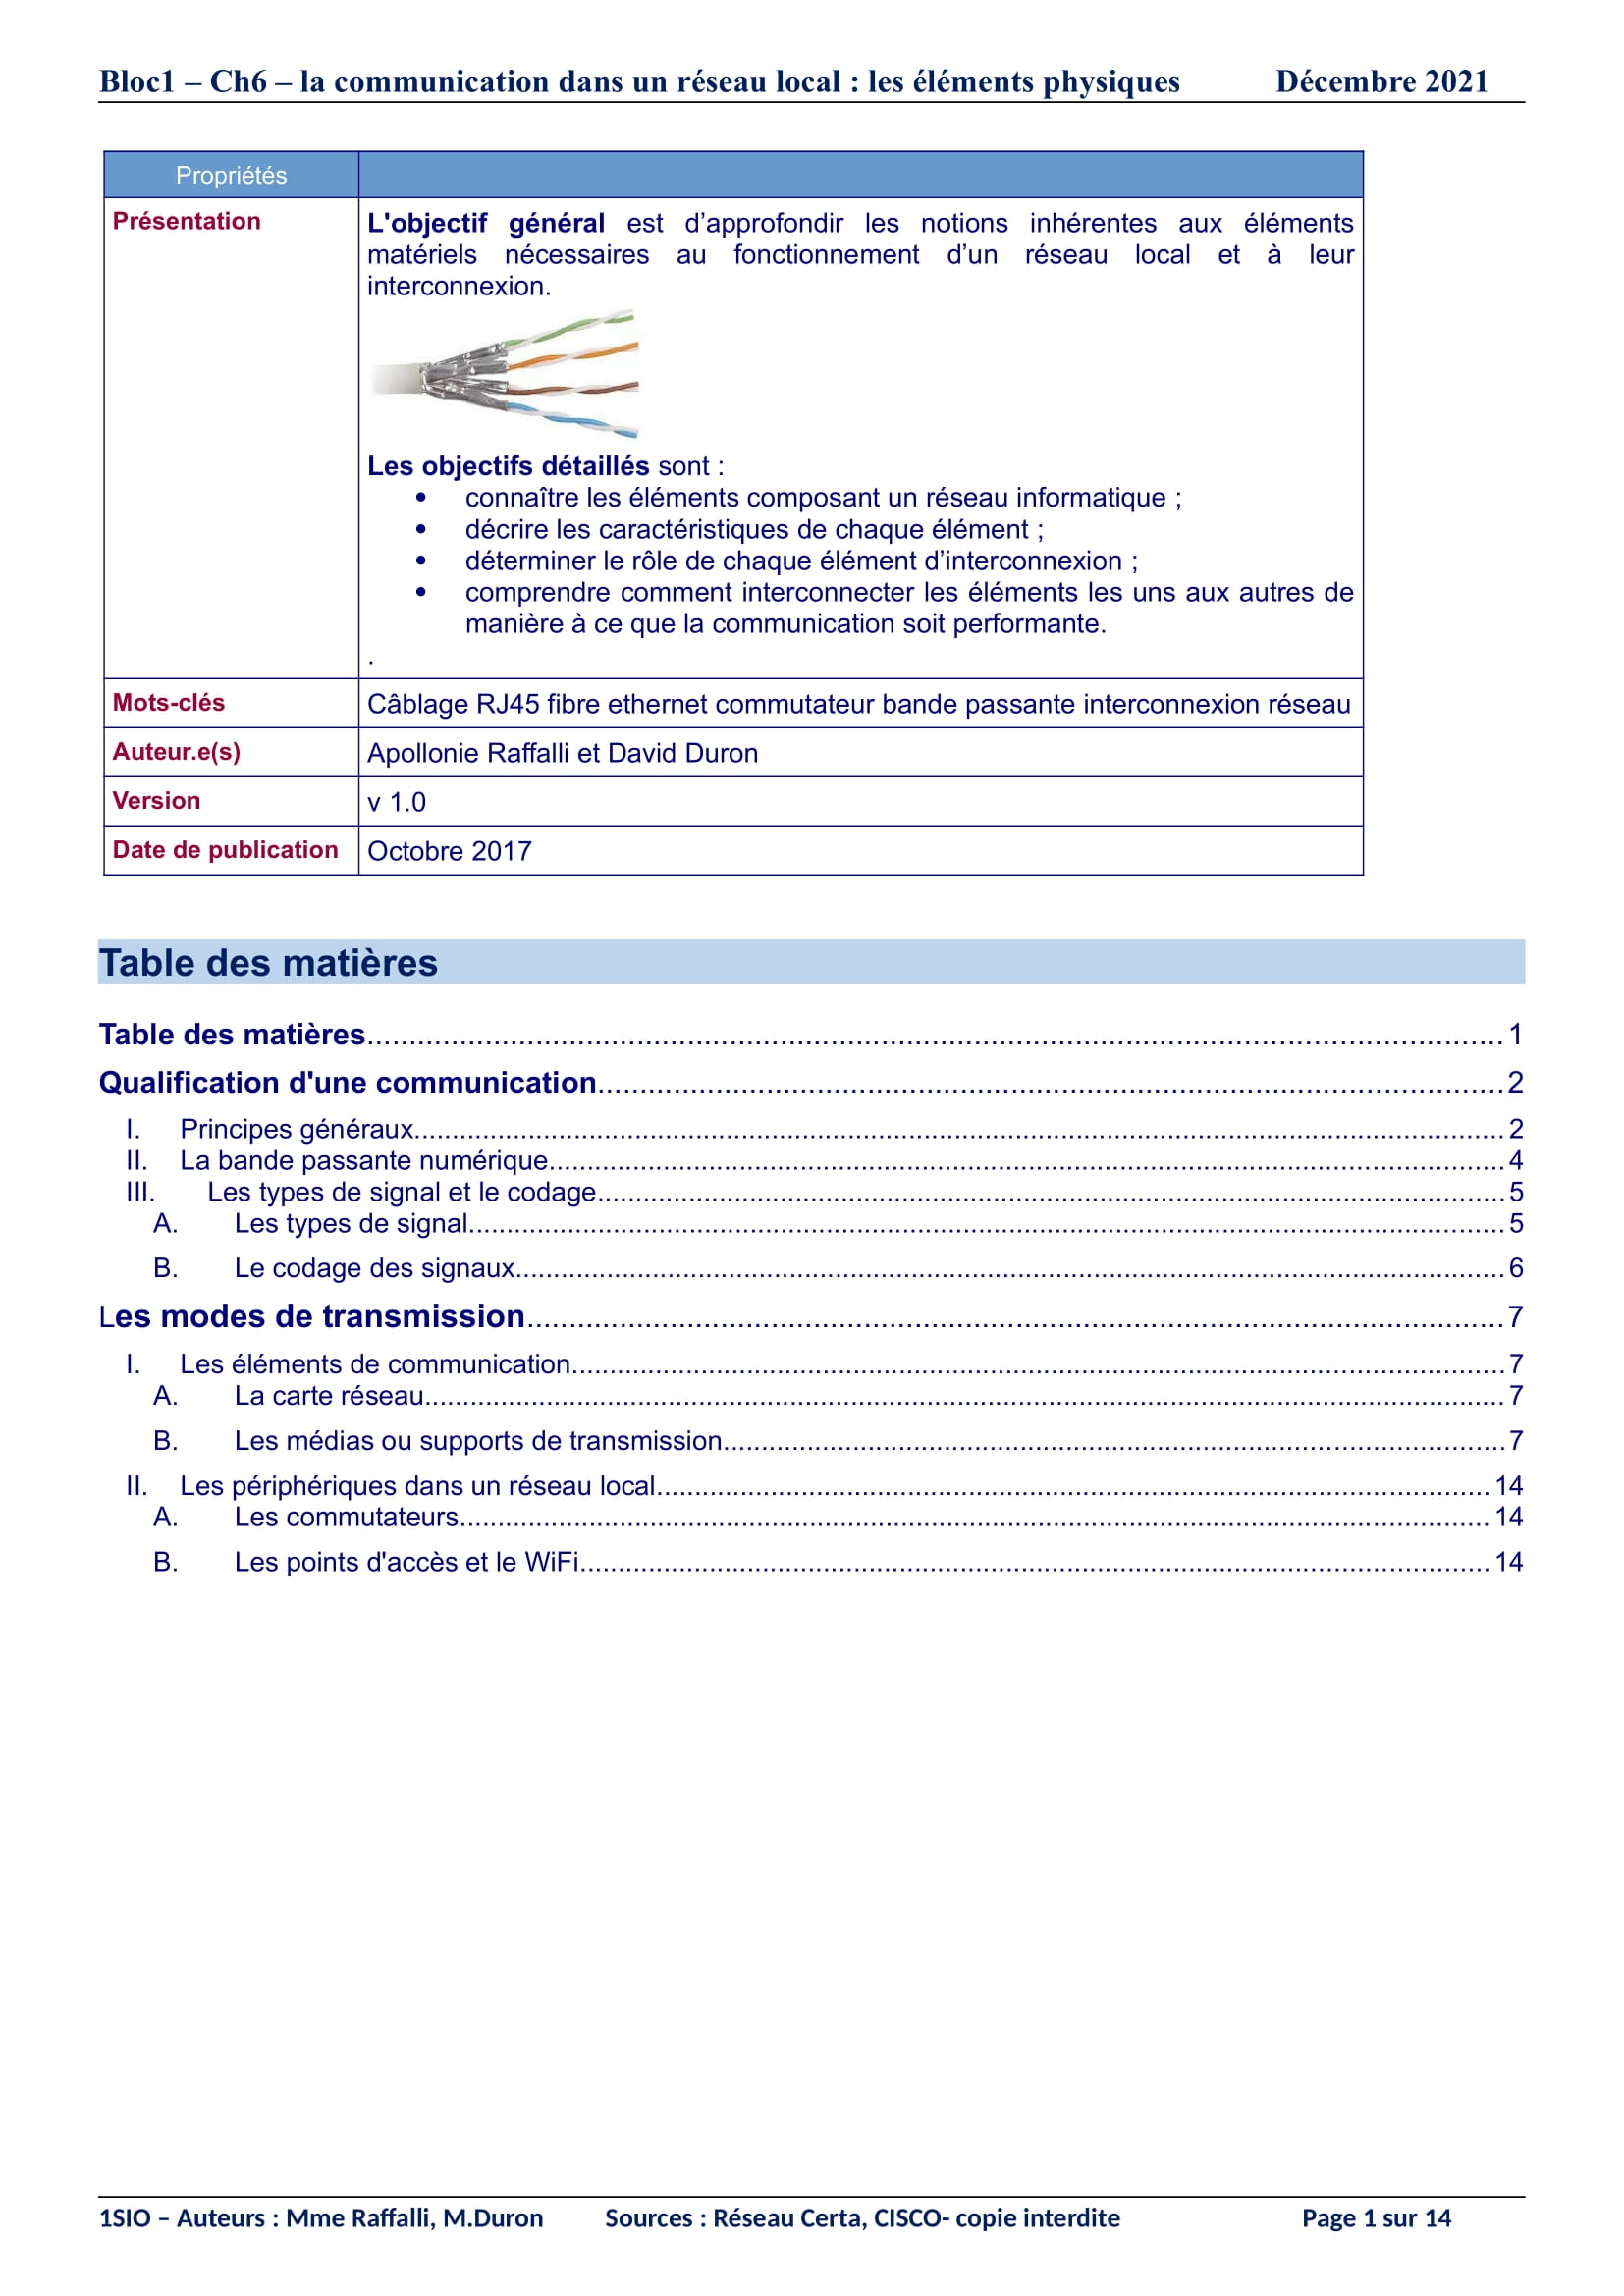 Bloc1 – Ch6 – la communication dans un réseau local : les éléments physiques Décembre 2021
Propriétés
Présentation
L'objectif général est d’approfondir les notions inhérentes aux éléments
matériels nécessaires au fonctionnement d’un réseau local et à leur
interconnexion.
Les objectifs détaillés sont :
• connaître les éléments composant un réseau informatique ;
• décrire les caractéristiques de chaque élément ;
• déterminer le rôle de chaque élément d’interconnexion ;
• comprendre comment interconnecter les éléments les uns aux autres de
manière à ce que la communication soit performante.
.
Mots-clés Câblage RJ45 fibre ethernet commutateur bande passante interconnexion réseau
Auteur.e(s) Apollonie Raffalli et David Duron
Version v 1.0
Date de publication Octobre 2017
Table des matières
Table des matières 1
Qualification d'une communication 2
I. Principes généraux 2
II. La bande passante numérique 4
III. Les types de signal et le codage 5
A. Les types de signal 5
B. Le codage des signaux 6
Les modes de transmission 7
I. Les éléments de communication 7
A. La carte réseau 7
B. Les médias ou supports de transmission 7
II. Les périphériques dans un réseau local 14
A. Les commutateurs 14
B. Les points d'accès et le WiFi 14
1SIO – Auteurs : Mme Raffalli, M.Duron Sources : Réseau Certa, CISCO- copie interdite Page 1 sur 14